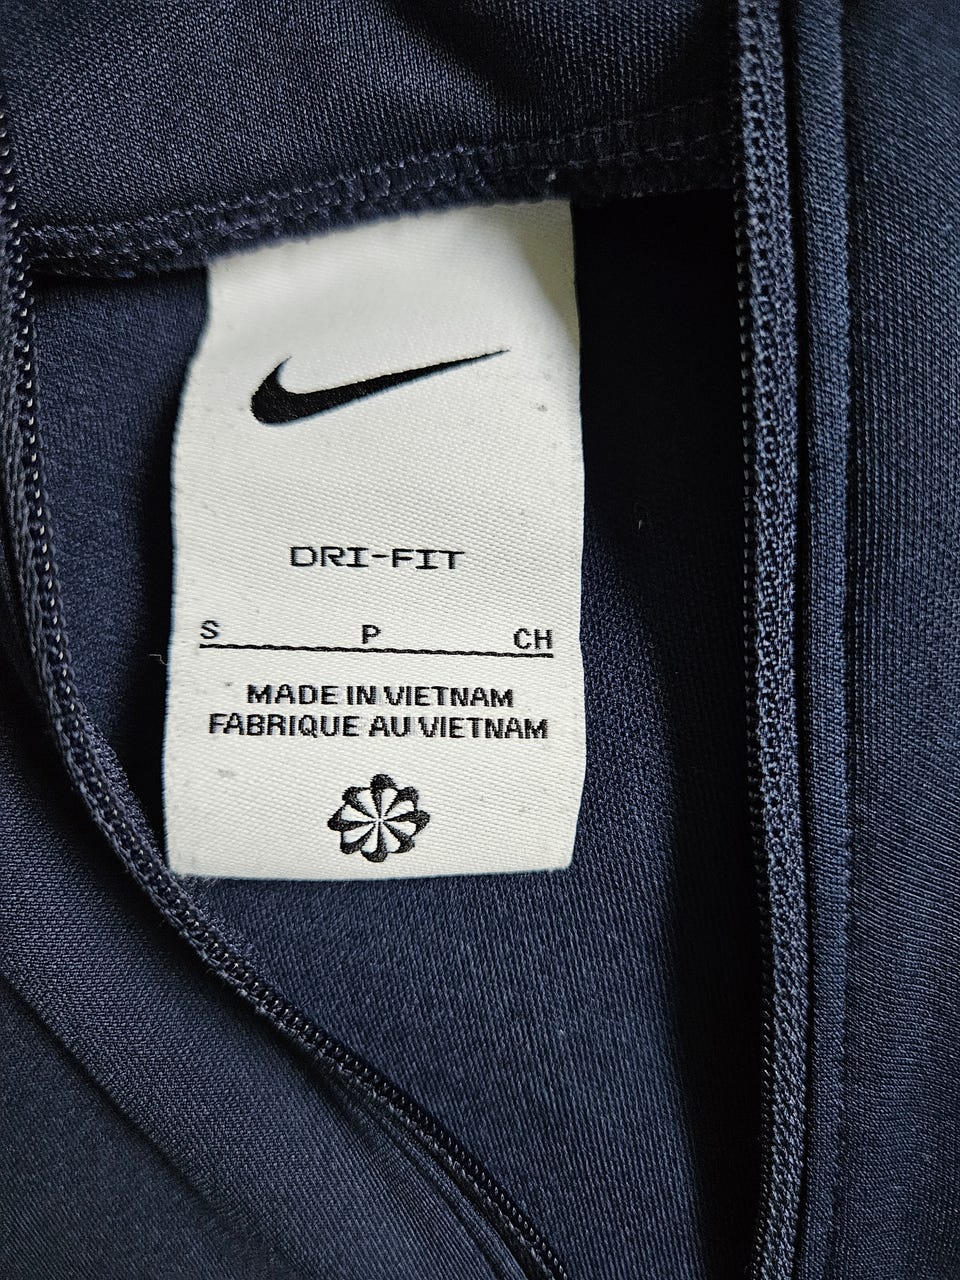 DRI-FIT
S P CH
MADE IN VIETNAM
FABRIQUE AU VIETNAM